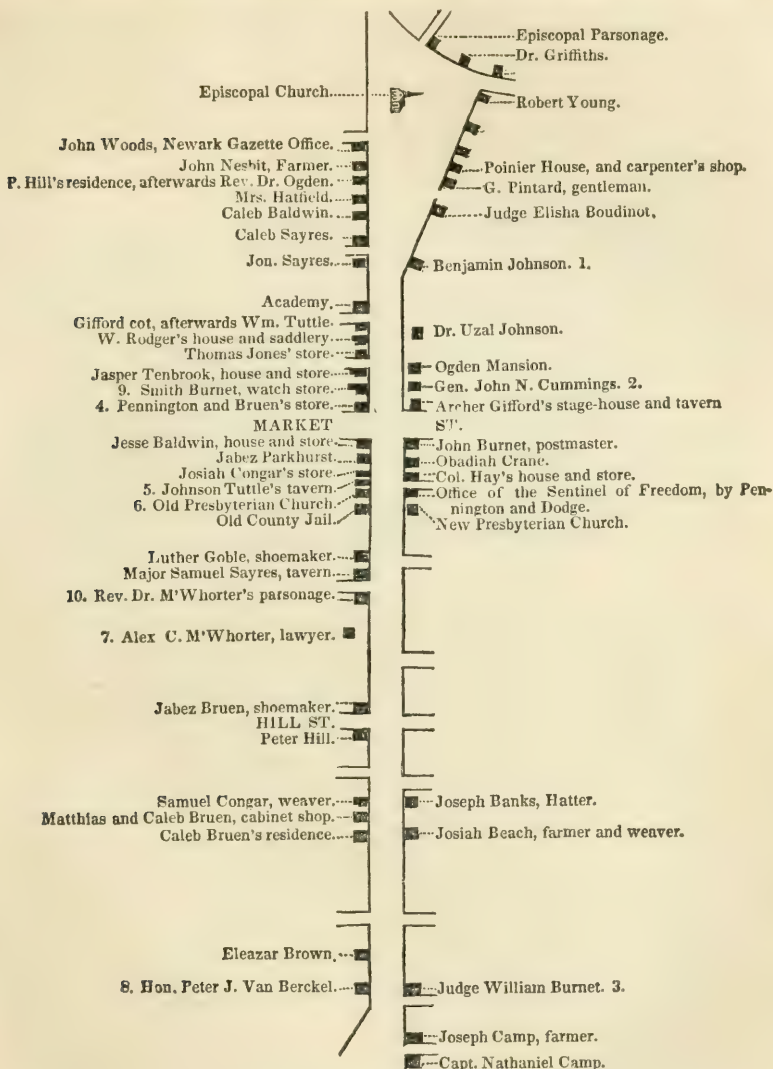 Episcopal Parsonage.
Dr. Griffiths.
Episcopal Church
Robert Young.
John Woods, Newark Gazette Office.
John Nesbit, Farmer.
P. Hill's residence, afterwards Rev. Dr. Ogden.
Mrs. Hatfield.
Caleb Baldwin.
Caleb Sayres.
Jon. Sayres.
Poinier House, and carpenter's shop.
G. Pintard, gentleman.
Judge Elisha Boudinot.
Benjamin Johnson. 1.
Academy.
Gifford cot, afterwards Wm. Tuttle.
W. Rodger's house and saddlery
Thomas Jones' store.
Jasper Tenbrook, house and store
9. Smith Burnet, watch store.
4. Pennington and Bruen's store.
Dr. Uzal Johnson.
Ogden Mansion.
Gen. John N. Cummings. 2.
Archer Gifford's stage-house and tavern
MARKET ST.
Jesse Baldwin, house and store.
Jabez Parkhurst.
Josiah Congar's store.
5. Johnson Tuttle's tavern.
6. Old Presbyterian Church.
Old County Jail.
John Burnet, postmaster.
Obadiah Crane.
Col. Hay's house and store.
Office of the Sentinel of Freedom, by Pen-
nington and Dodge.
New Presbyterian Church.
Luther Goble, shoemaker.
Major Samuel Sayres, tavern.
10. Rev. Dr. M'Whorter's parsonage.
7. Alex C. M'Whorter, lawyer.
Jabez Bruen, shoemaker.
HILL ST.
Peter Hill.
Samuel Congar, weaver.
Matthias and Caleb Bruen, cabinet shop.
Caleb Bruen's residence.
Joseph Banks, Hatter.
Josiah Beach, farmer and weaver.
Eleazar Brown.
8. Hon. Peter J. Van Berckel.
Judge William Burnet. 3.
Joseph Camp, farmer.
Capt. Nathaniel Camp.